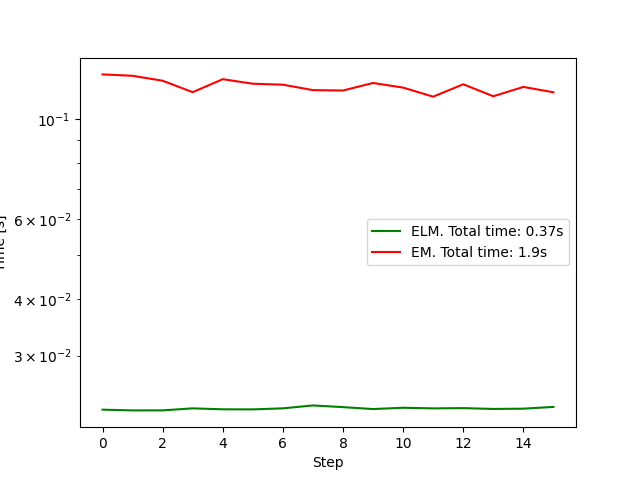 10⁻¹
6 × 10⁻²
4 × 10⁻²
3 × 10⁻²
ELM. Total time: 0.37s
EM. Total time: 1.9s
0 2 4 6 8 10 12 14
Step